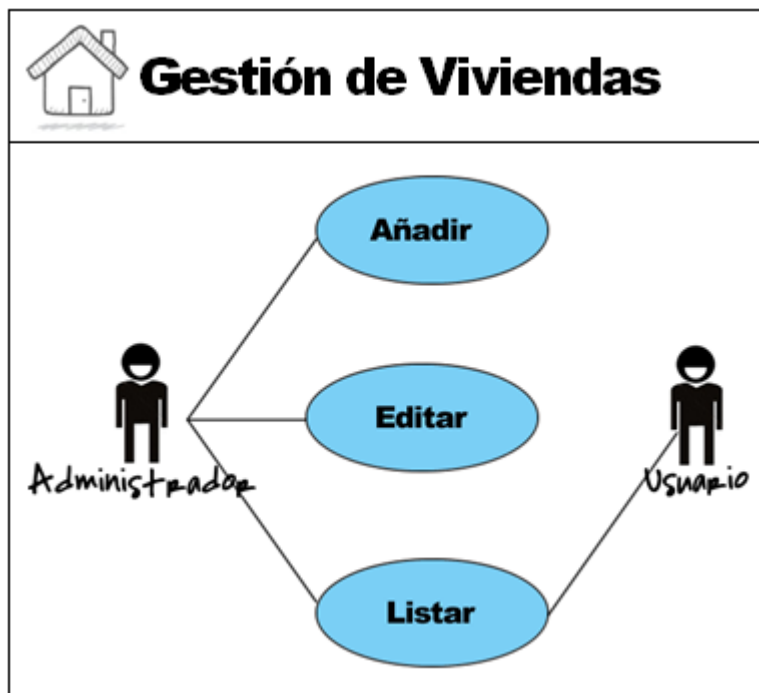 Gestión de Viviendas
Añadir
Editar
Administrador
Usuario
Listar